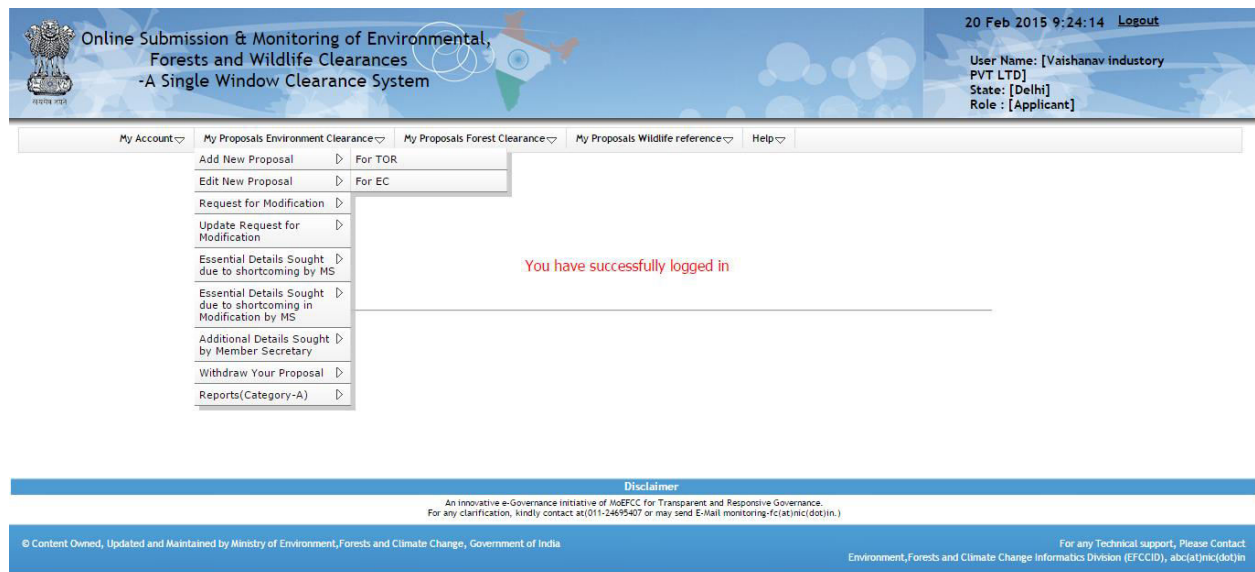 Online Submission & Monitoring of Environmental,
Forests and Wildlife Clearances
-A Single Window Clearance System
सत्यमेव जयते
20 Feb 2015 9:24:14 Logout
User Name: [Vaishanav industory
PVT LTD]
State: [Delhi]
Role : [Applicant]
My Account My Proposals Environment Clearance My Proposals Forest Clearance My Proposals Wildlife reference Help
Add New Proposal For TOR
Edit New Proposal For EC
Request for Modification
Update Request for
Modification
Essential Details Sought
due to shortcoming by MS
Essential Details Sought
due to shortcoming in
Modification by MS
Additional Details Sought
by Member Secretary
Withdraw Your Proposal
Reports(Category-A)
You have successfully logged in
Disclaimer
An innovative e-Governance initiative of MoEFCC for Transparent and Responsive Governance.
For any clarification, kindly contact at(011-24695407 or may send E-Mail monitoring-fc(at)nic(dot)in.)
© Content Owned, Updated and Maintained by Ministry of Environment,Forests and Climate Change, Government of India
For any Technical support, Please Contact
Environment,Forests and Climate Change Informatics Division (EFCCID), abc(at)nic(dot)in